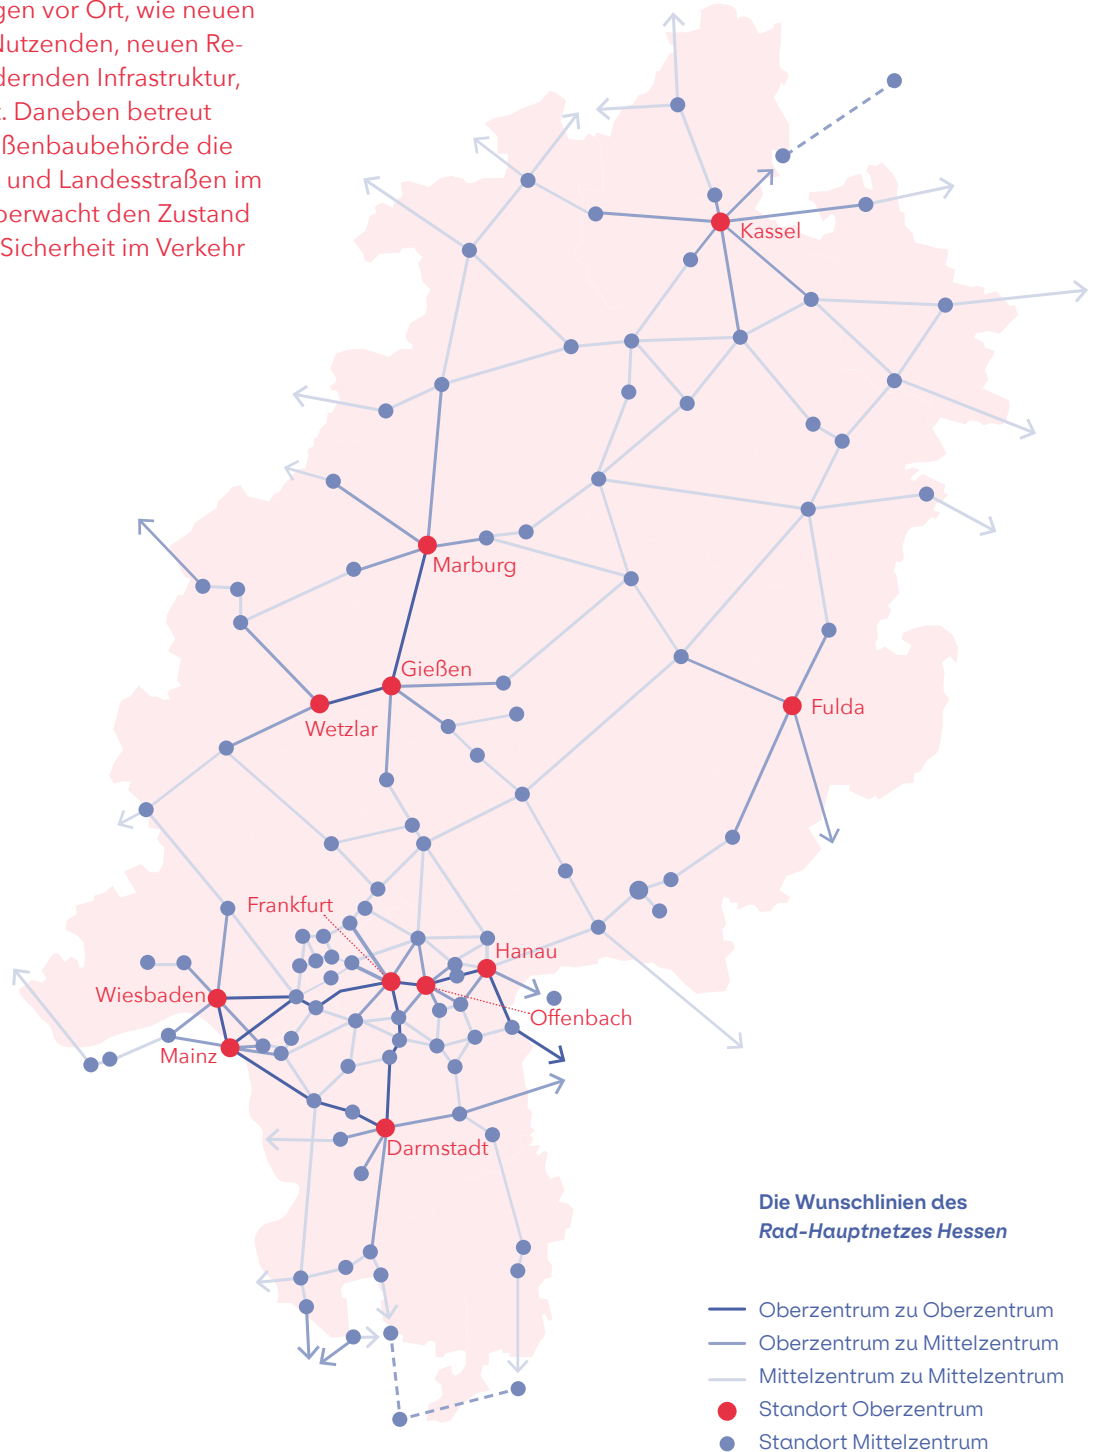 gen vor Ort, wie neuen
Nutzenden, neuen Re-
dernden Infrastruktur,
t. Daneben betreut
ßenbaubehörde die
und Landesstraßen im
berwacht den Zustand
Sicherheit im Verkehr
Kassel
Marburg
Gießen
Wetzlar
Fulda
Frankfurt
Hanau
Wiesbaden
Offenbach
Mainz
Darmstadt
Die Wunschlinien des
Rad-Hauptnetzes Hessen
Oberzentrum zu Oberzentrum
Oberzentrum zu Mittelzentrum
Mittelzentrum zu Mittelzentrum
Standort Oberzentrum
Standort Mittelzentrum